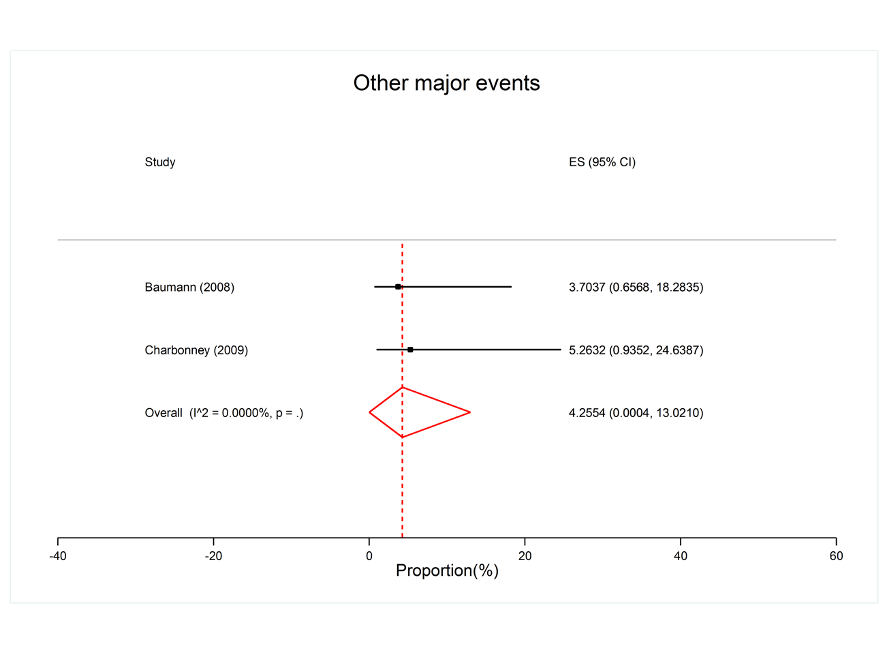 Other major events
Study ES (95% CI)
Baumann (2008) 3.7037 (0.6568, 18.2835)
Charbonney (2009) 5.2632 (0.9352, 24.6387)
Overall (I^2 = 0.0000%, p = .) 4.2554 (0.0004, 13.0210)
-40 -20 0 20 40 60
Proportion(%)